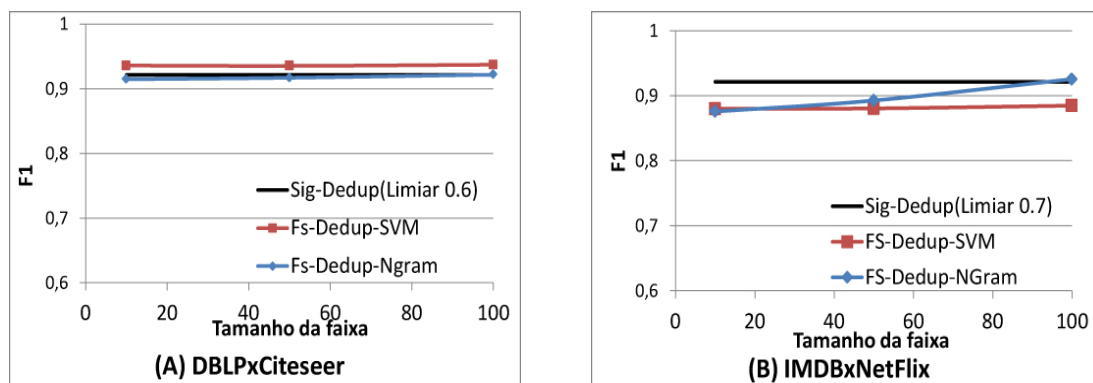 1
0,9
0,8
0,7
0,6
F1
Sig-Dedup(Limiar 0.6)
Fs-Dedup-SVM
Fs-Dedup-Ngram
0 20 40 60 80 100
Tamanho da faixa
(A) DBLPxCiteseer
1
0,9
0,8
0,7
0,6
F1
Sig-Dedup(Limiar 0.7)
FS-Dedup-SVM
FS-Dedup-NGram
0 20 40 60 80 100
Tamanho da faixa
(B) IMDBxNetFlix